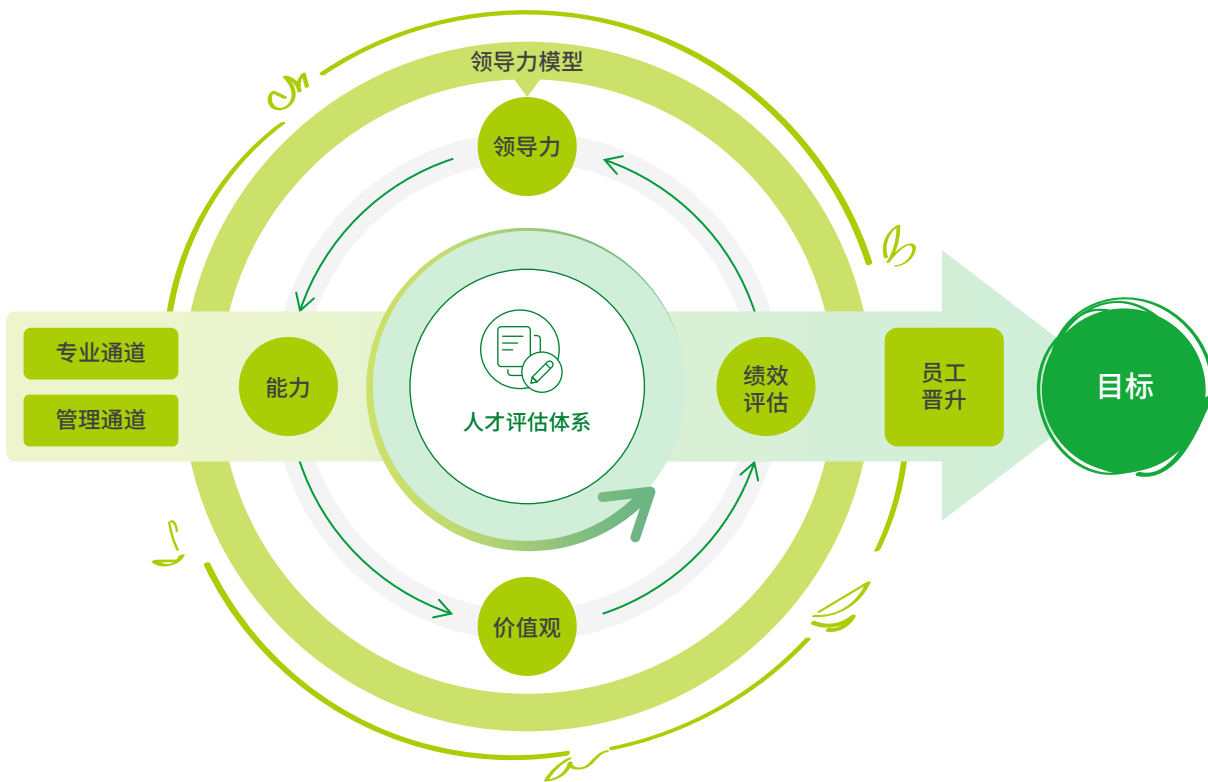 领导力模型
领导力
专业通道
管理通道
能力
人才评估体系
绩效
评估
员工
晋升
目标
价值观